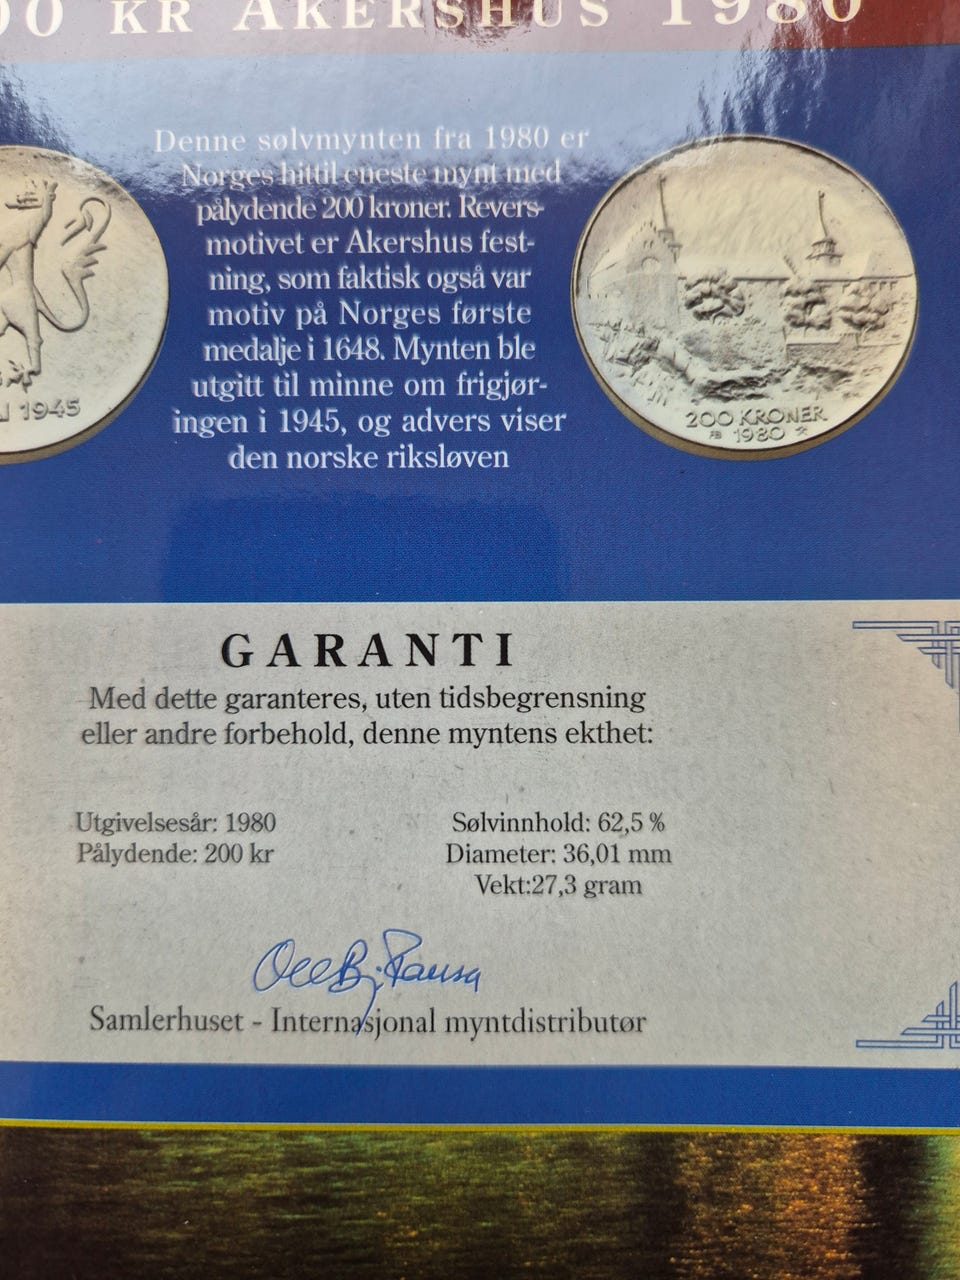 00 KR AKERSHUS 1980
Denne sølvmynten fra 1980 er
Norges hittil eneste mynt med
pålydende 200 kroner. Revers-
motivet er Akershus fest-
ning, som faktisk også var
motiv på Norges første
medalje i 1648. Mynten ble
utgitt til minne om frigjør-
ingen i 1945, og advers viser
den norske riksløven
1945
200 KRONER
1980
GARANTI
Med dette garanteres, uten tidsbegrensning
eller andre forbehold, denne myntens ekthet:
Utgivelsesår: 1980
Pålydende: 200 kr
Sølvinnhold: 62,5 %
Diameter: 36,01 mm
Vekt:27,3 gram
Samlerhuset - Internasjonal myntdistributør